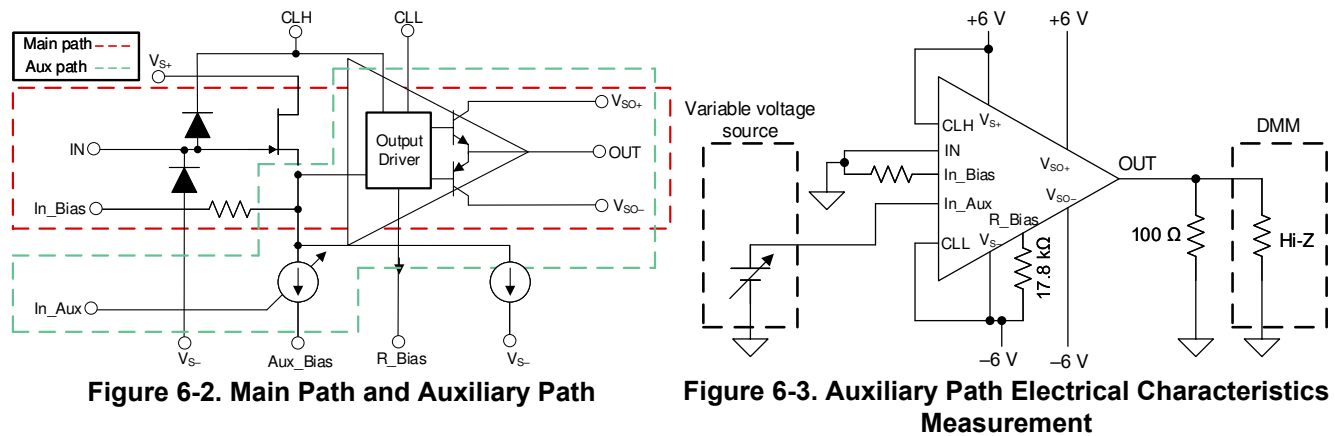 CLH
CLL
Main path
Aux path
VS+
VSO+
IN
Output
Driver
OUT
In_Bias
VSO–
In_Aux
VS–
Aux_Bias
R_Bias
VS–
Figure 6-2. Main Path and Auxiliary Path
+6 V
+6 V
Variable voltage
source
VS+
CLH
DMM
IN
VSO+
OUT
In_Bias
VSO–
In_Aux
R_Bias
CLL
VS–
17.8 kΩ
100 Ω
Hi-Z
–6 V
–6 V
Figure 6-3. Auxiliary Path Electrical Characteristics
Measurement